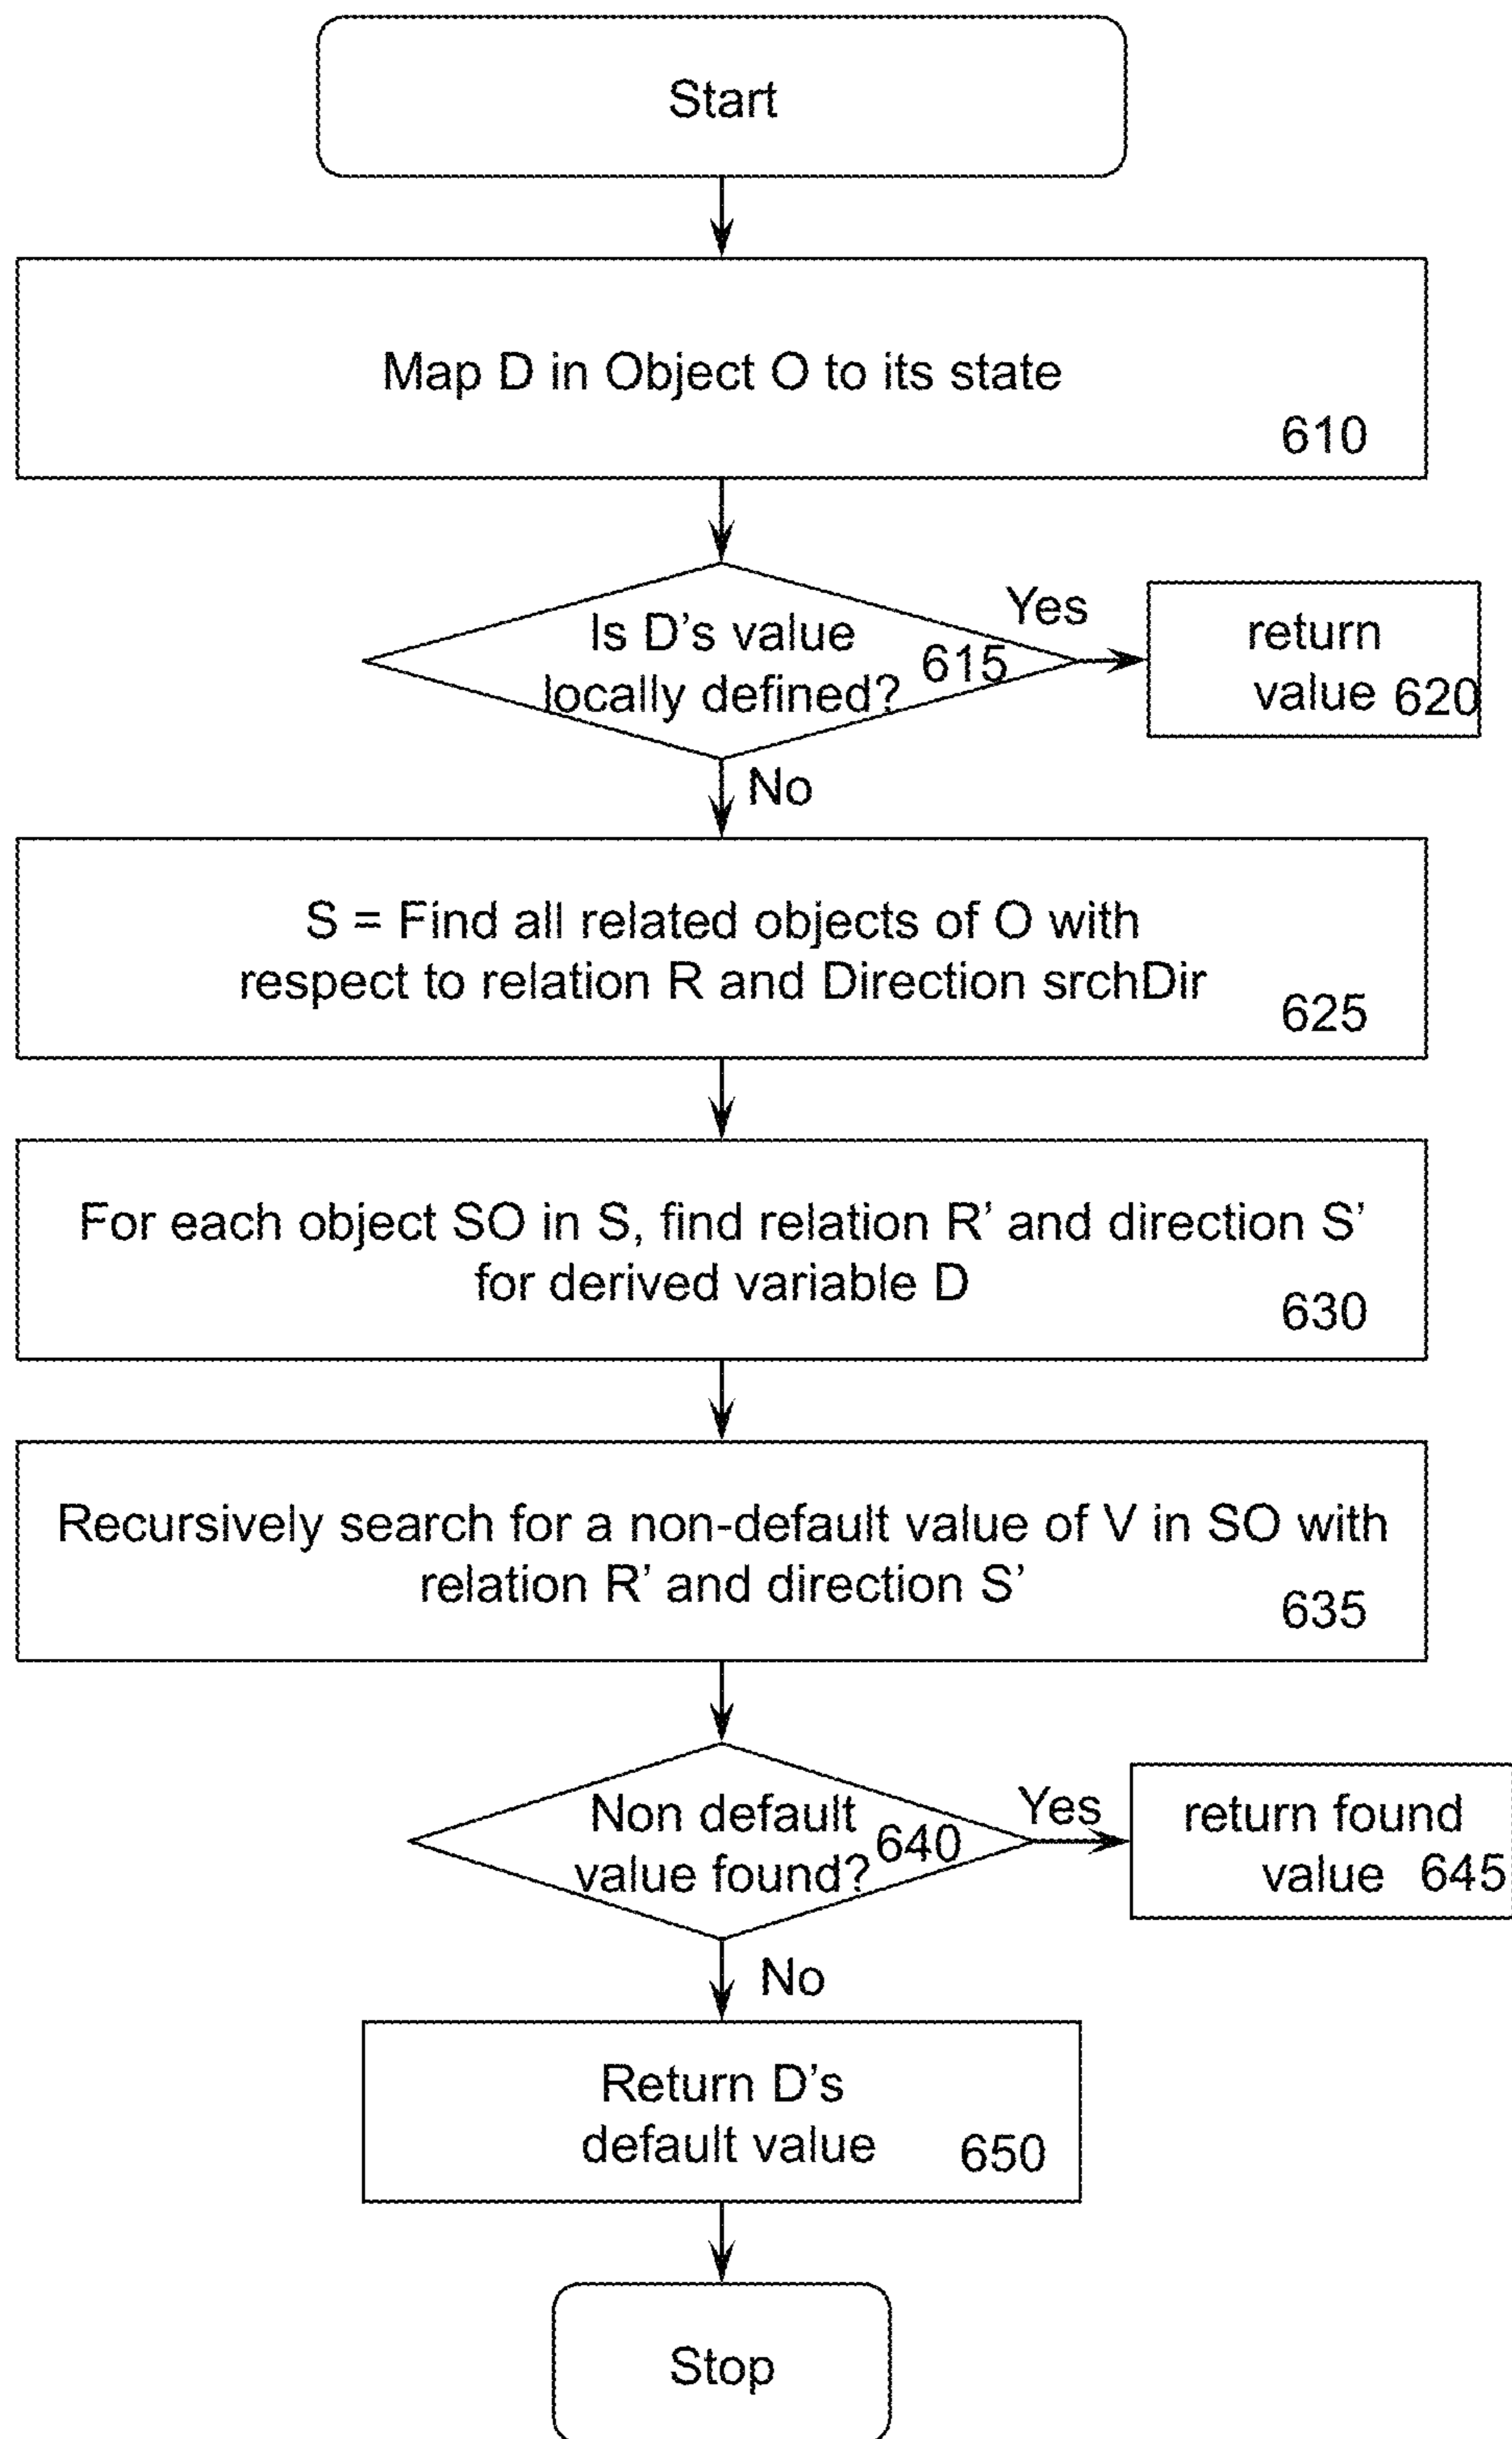 Start
Map D in Object O to its state
610
Is D's value
locally defined?
615
Yes
return
value 620
No
S = Find all related objects of O with
respect to relation R and Direction srchDir
625
For each object SO in S, find relation R' and direction S'
for derived variable D
630
Recursively search for a non-default value of V in SO with
relation R' and direction S'
635
Non default
value found?
640
Yes
return found
value 645
No
Return D's
default value
650
Stop